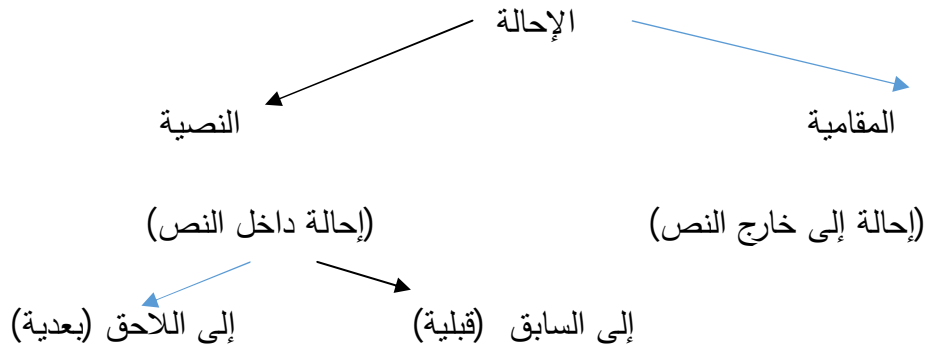 الإحالة
المقامية
النصية
(إحالة إلى خارج النص)
(إحالة داخل النص)
إلى السابق (قبلية)
إلى اللاحق (بعدية)